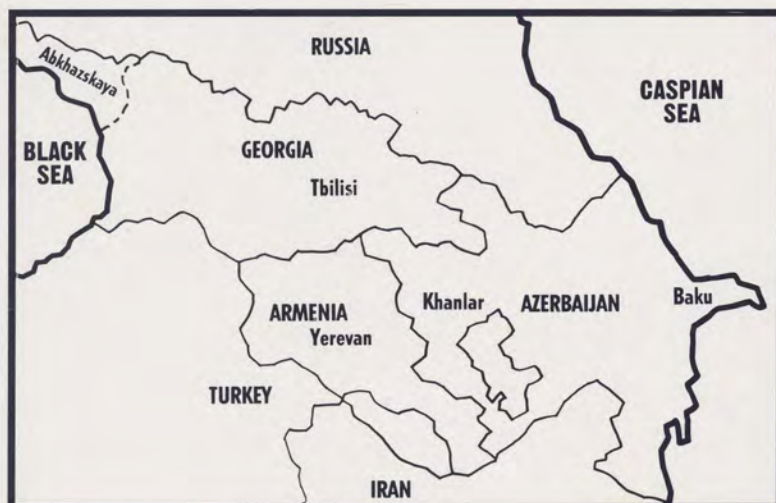 RUSSIA
Abkhazskaya
CASPIAN
SEA
BLACK
SEA
GEORGIA
Tbilisi
Khanlar
AZERBAIJAN
Baku
ARMENIA
Yerevan
TURKEY
IRAN